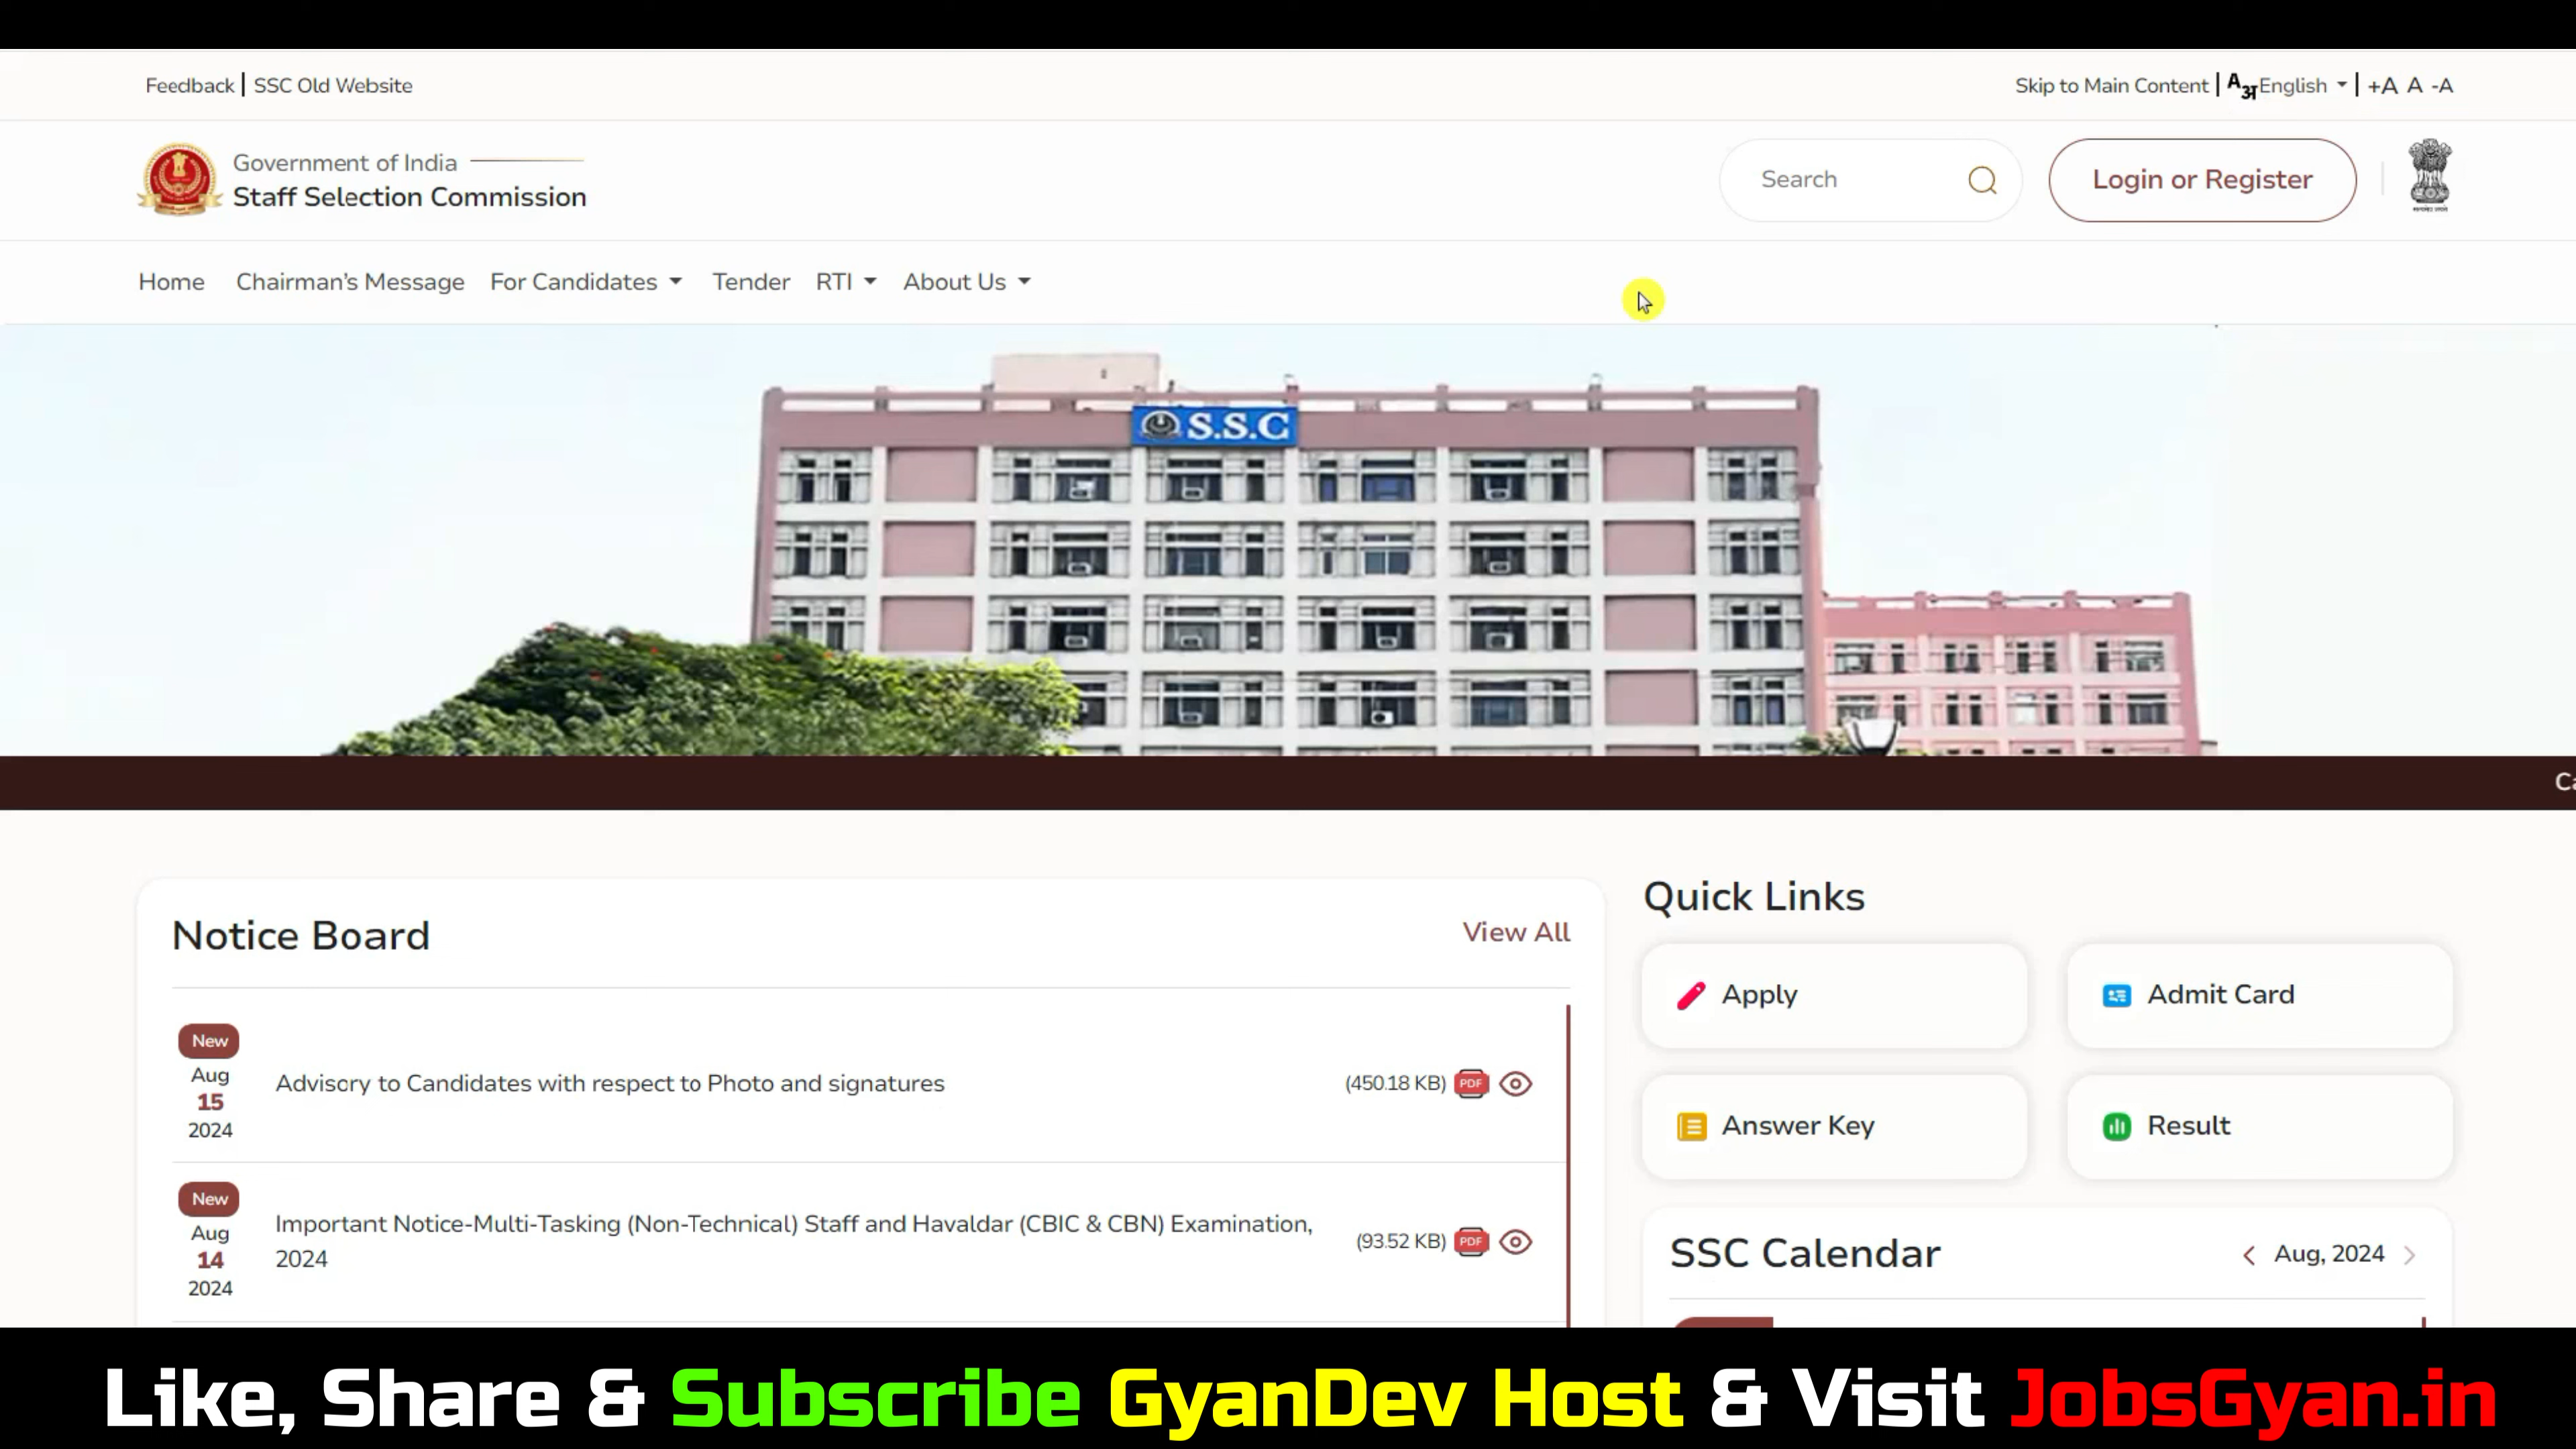 Feedback | SSC Old Website
Skip to Main Content | Aअ English | +A A -A
Government of India
Staff Selection Commission
Search
Login or Register
Home Chairman's Message For Candidates Tender RTI About Us
S.S.C
Notice Board
View All
New
Aug
15
2024
Advisory to Candidates with respect to Photo and signatures
(450.18 KB) PDF
New
Aug
14
2024
Important Notice-Multi-Tasking (Non-Technical) Staff and Havaldar (CBIC & CBN) Examination,
2024
(93.52 KB) PDF
Quick Links
Apply
Admit Card
Answer Key
Result
SSC Calendar
Aug, 2024
Like, Share & Subscribe GyanDev Host & Visit JobsGyan.in